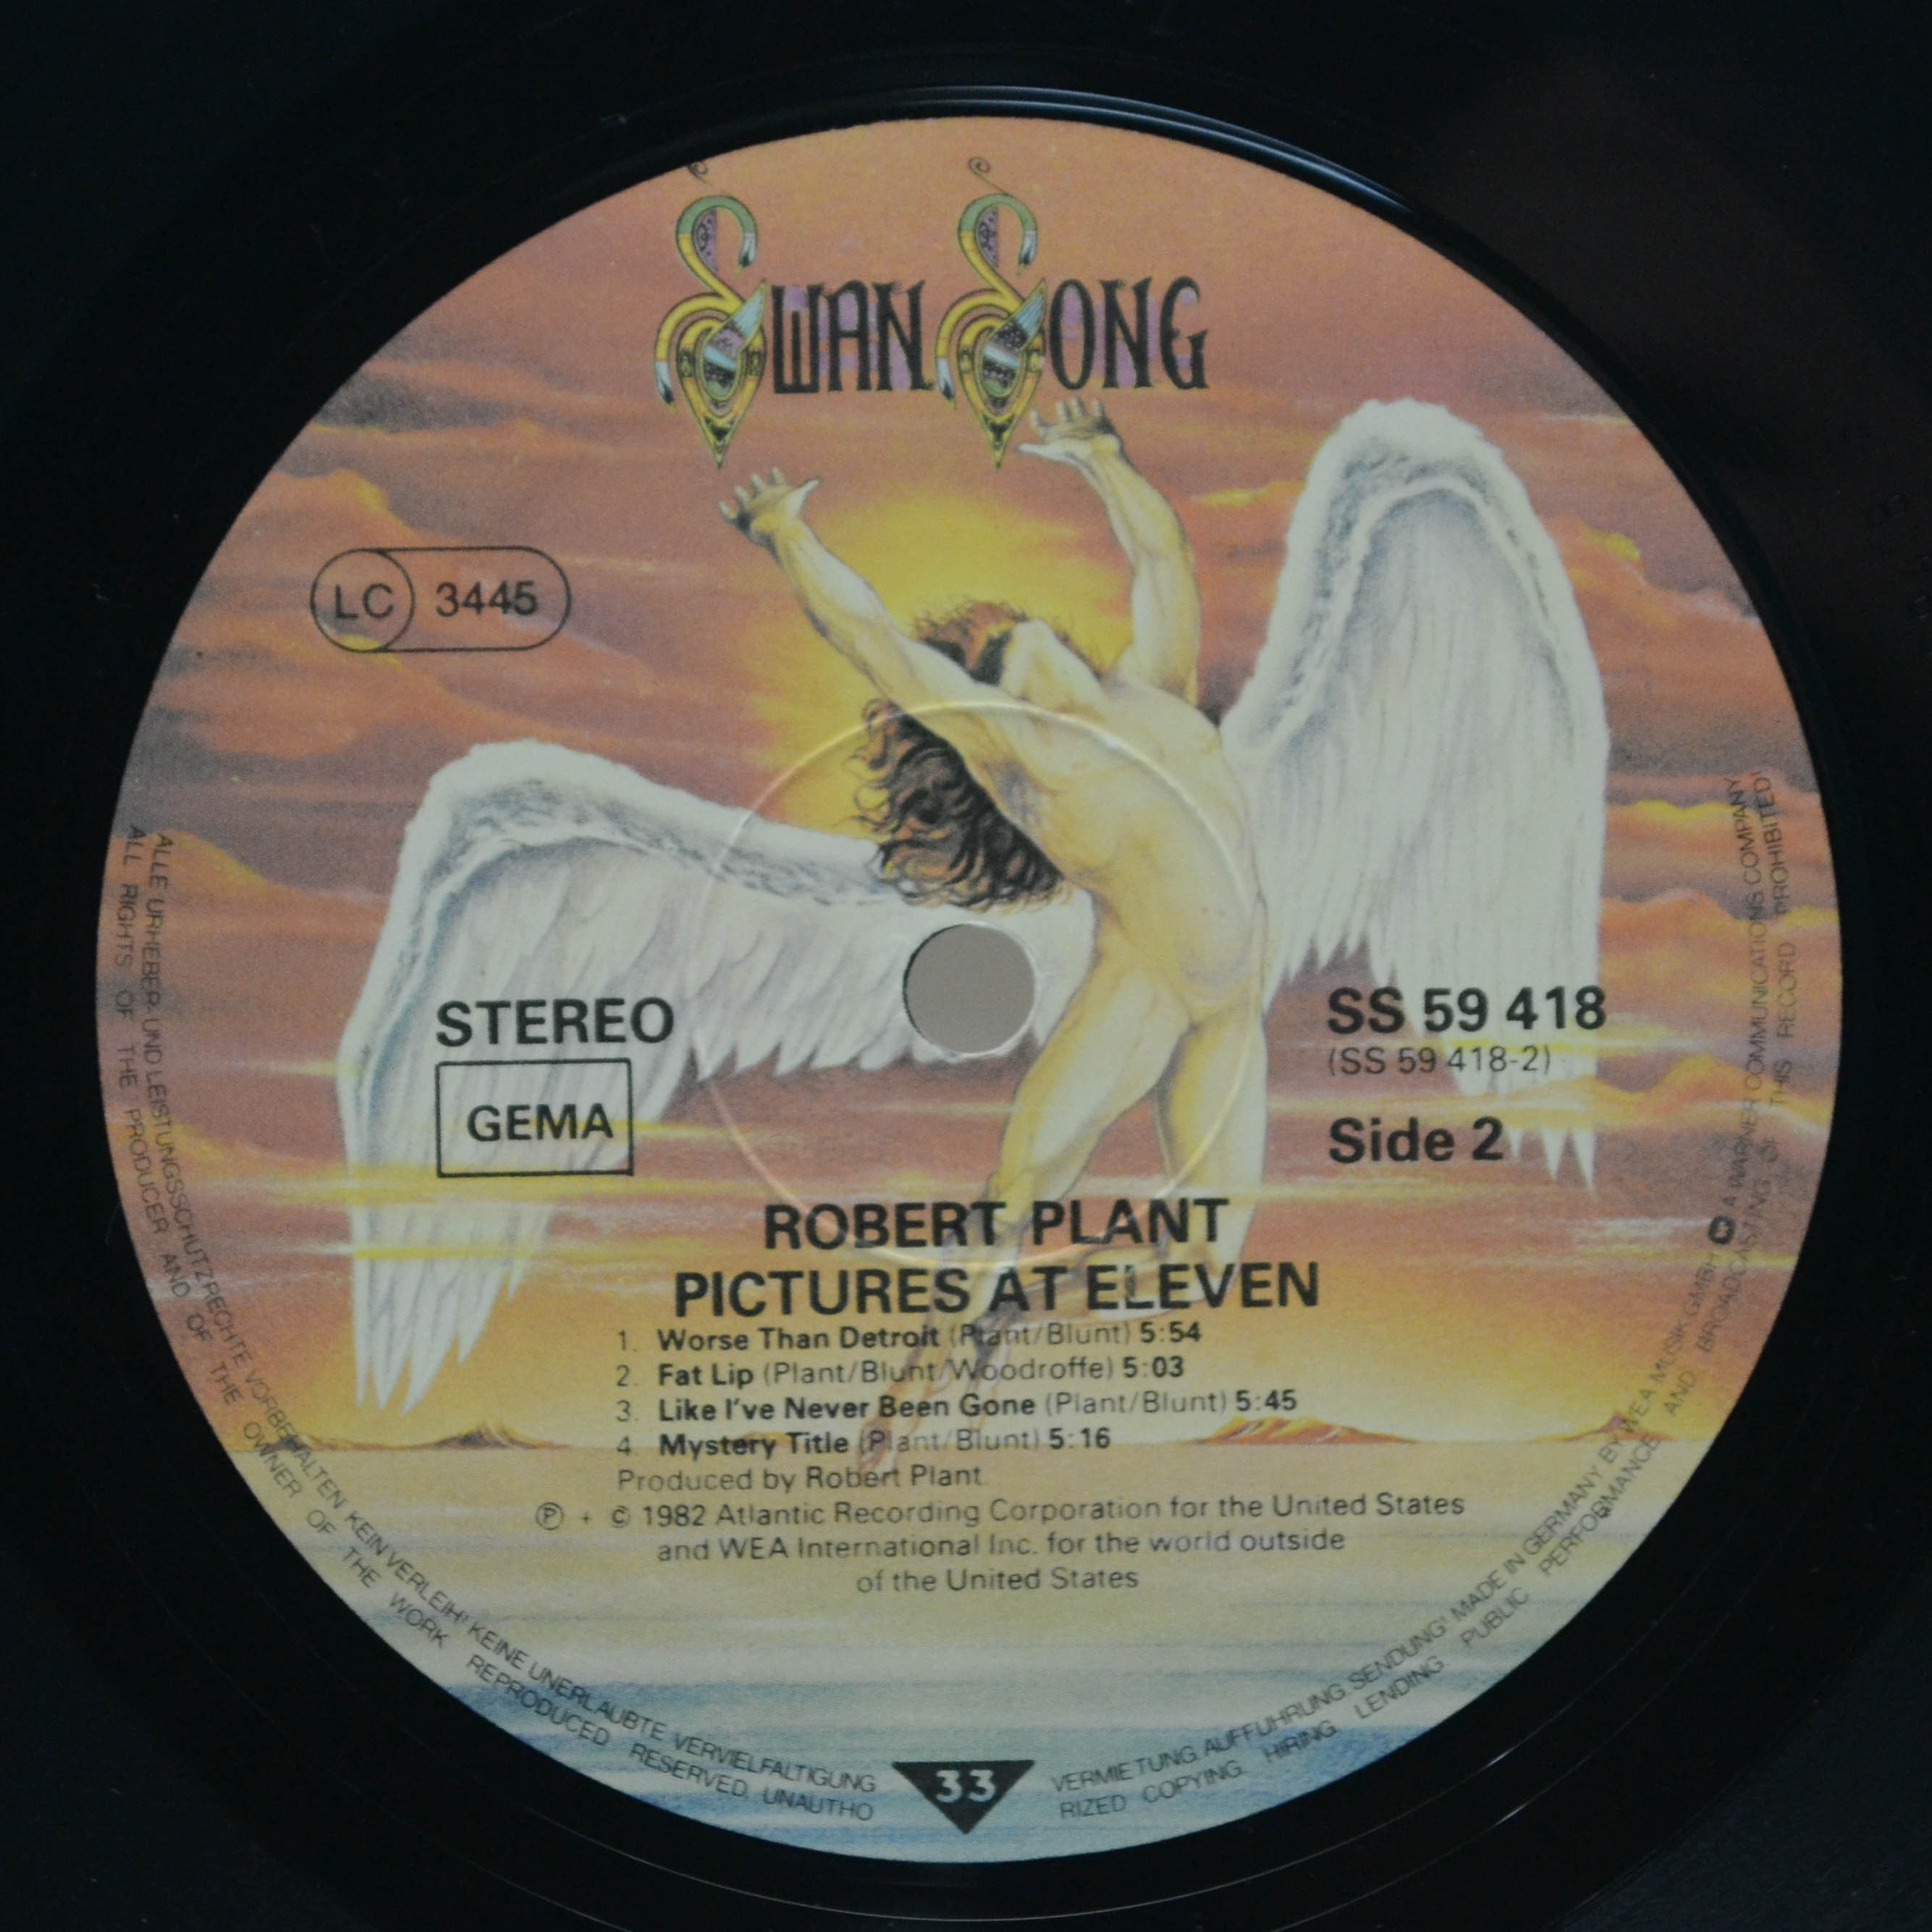 SWAN SONG
LC 3445
STEREO
GEMA
SS 59 418
(SS 59 418-2)
Side 2
ROBERT PLANT
PICTURES AT ELEVEN
1. Worse Than Detroit (Plant/Blunt) 5:54
2. Fat Lip (Plant/Blunt/Woodroffe) 5:03
3. Like I've Never Been Gone (Plant/Blunt) 5:45
4. Mystery Title (Plant/Blunt) 5:16
Produced by Robert Plant.
Ⓟ + © 1982 Atlantic Recording Corporation for the United States
and WEA International Inc. for the world outside
of the United States
ALLE URHEBER- UND LEISTUNGSSCHUTZRECHTE VORBEHALTEN KEIN VERLEIH! KEINE UNERLAUBTE VERVIELFALTIGUNG
VERMIETUNG AUFFUHRUNG SENDUNG! MADE IN GERMANY BY WEA MUSIK GMBH A WARNER COMMUNICATIONS COMPANY
ALL RIGHTS OF THE PRODUCER AND OF THE OWNER OF THE WORK REPRODUCED RESERVED. UNAUTHO
RIZED COPYING. HIRING. LENDING PUBLIC PERFORMANCE AND BROADCASTING OF THIS RECORD PROHIBITED!
33